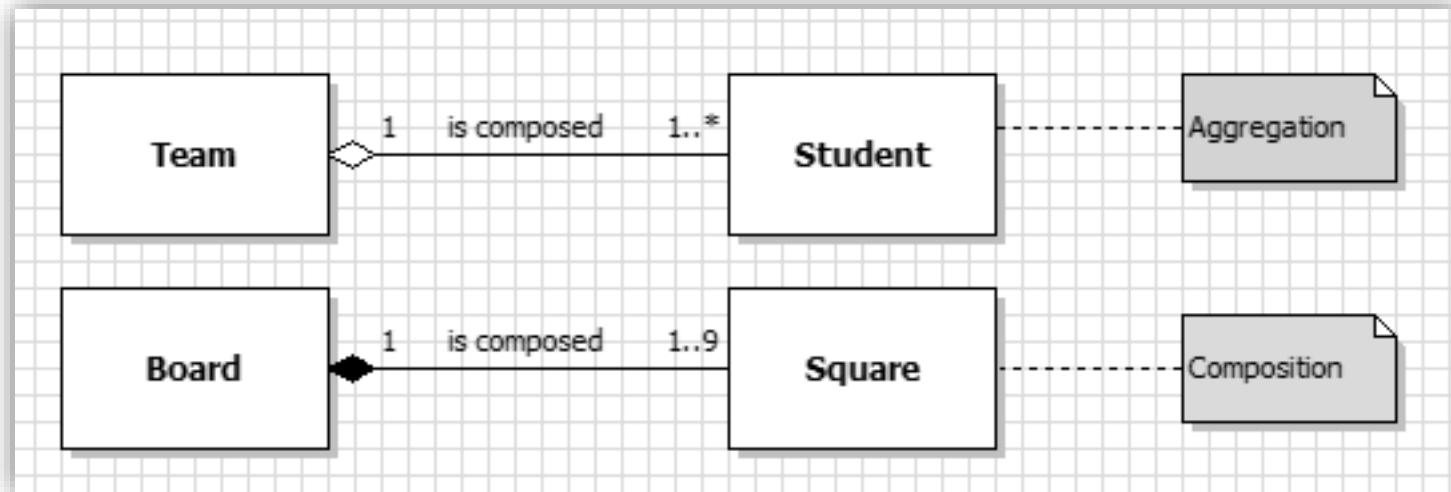 Team
1 is composed 1..*
Student
Aggregation
Board
1 is composed 1..9
Square
Composition